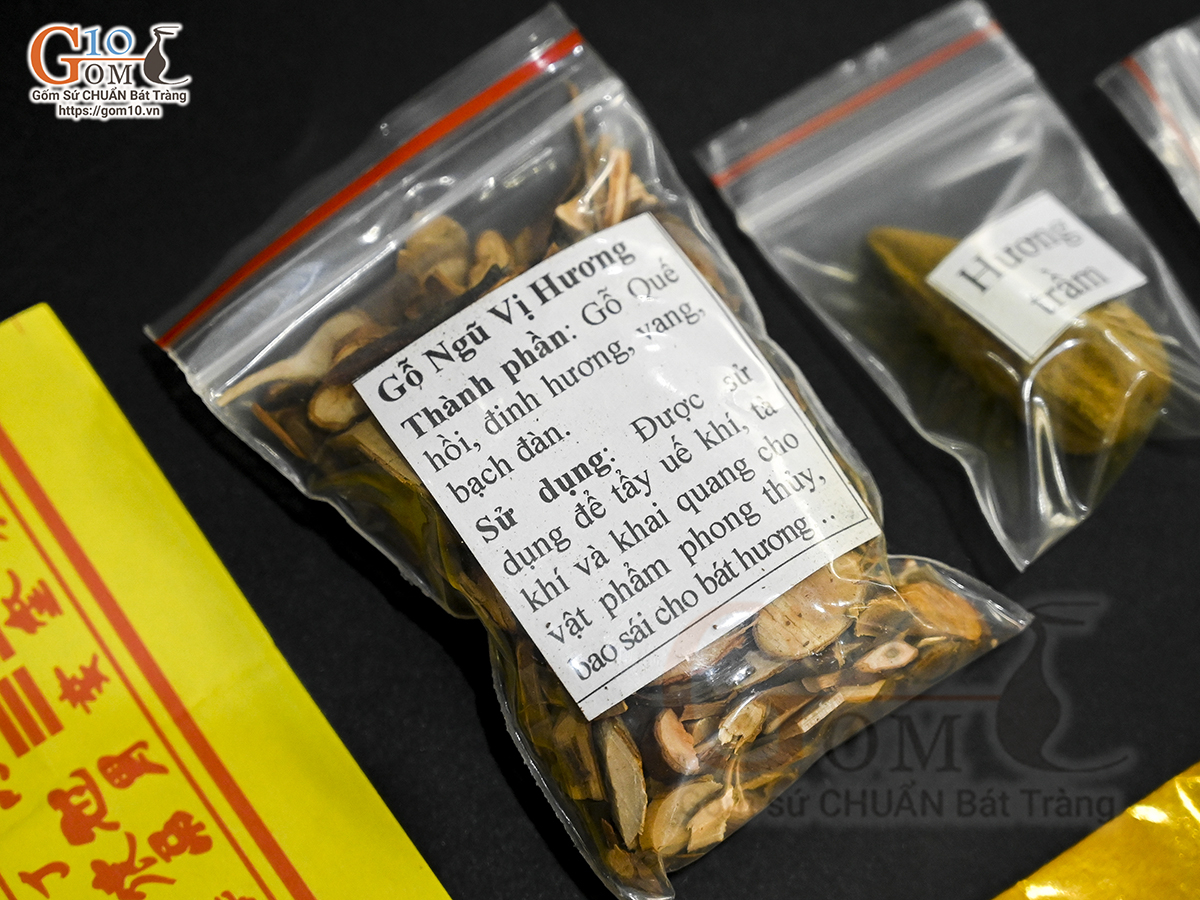 G10
GOM
Gốm Sứ CHUẨN Bát Tràng
https://gom10.vn
Gỗ Ngũ Vị Hương
Thành phần: Gỗ Quế
hồi, đinh hương, vang,
bạch đàn.
Sử dụng: Được sử
dụng để tẩy uế khí, tà
khí và khai quang cho
vật phẩm phong thủy,
bao sái cho bát hương ..
Hương
trầm
GOM
Gốm sứ CHUẨN Bát Tràng